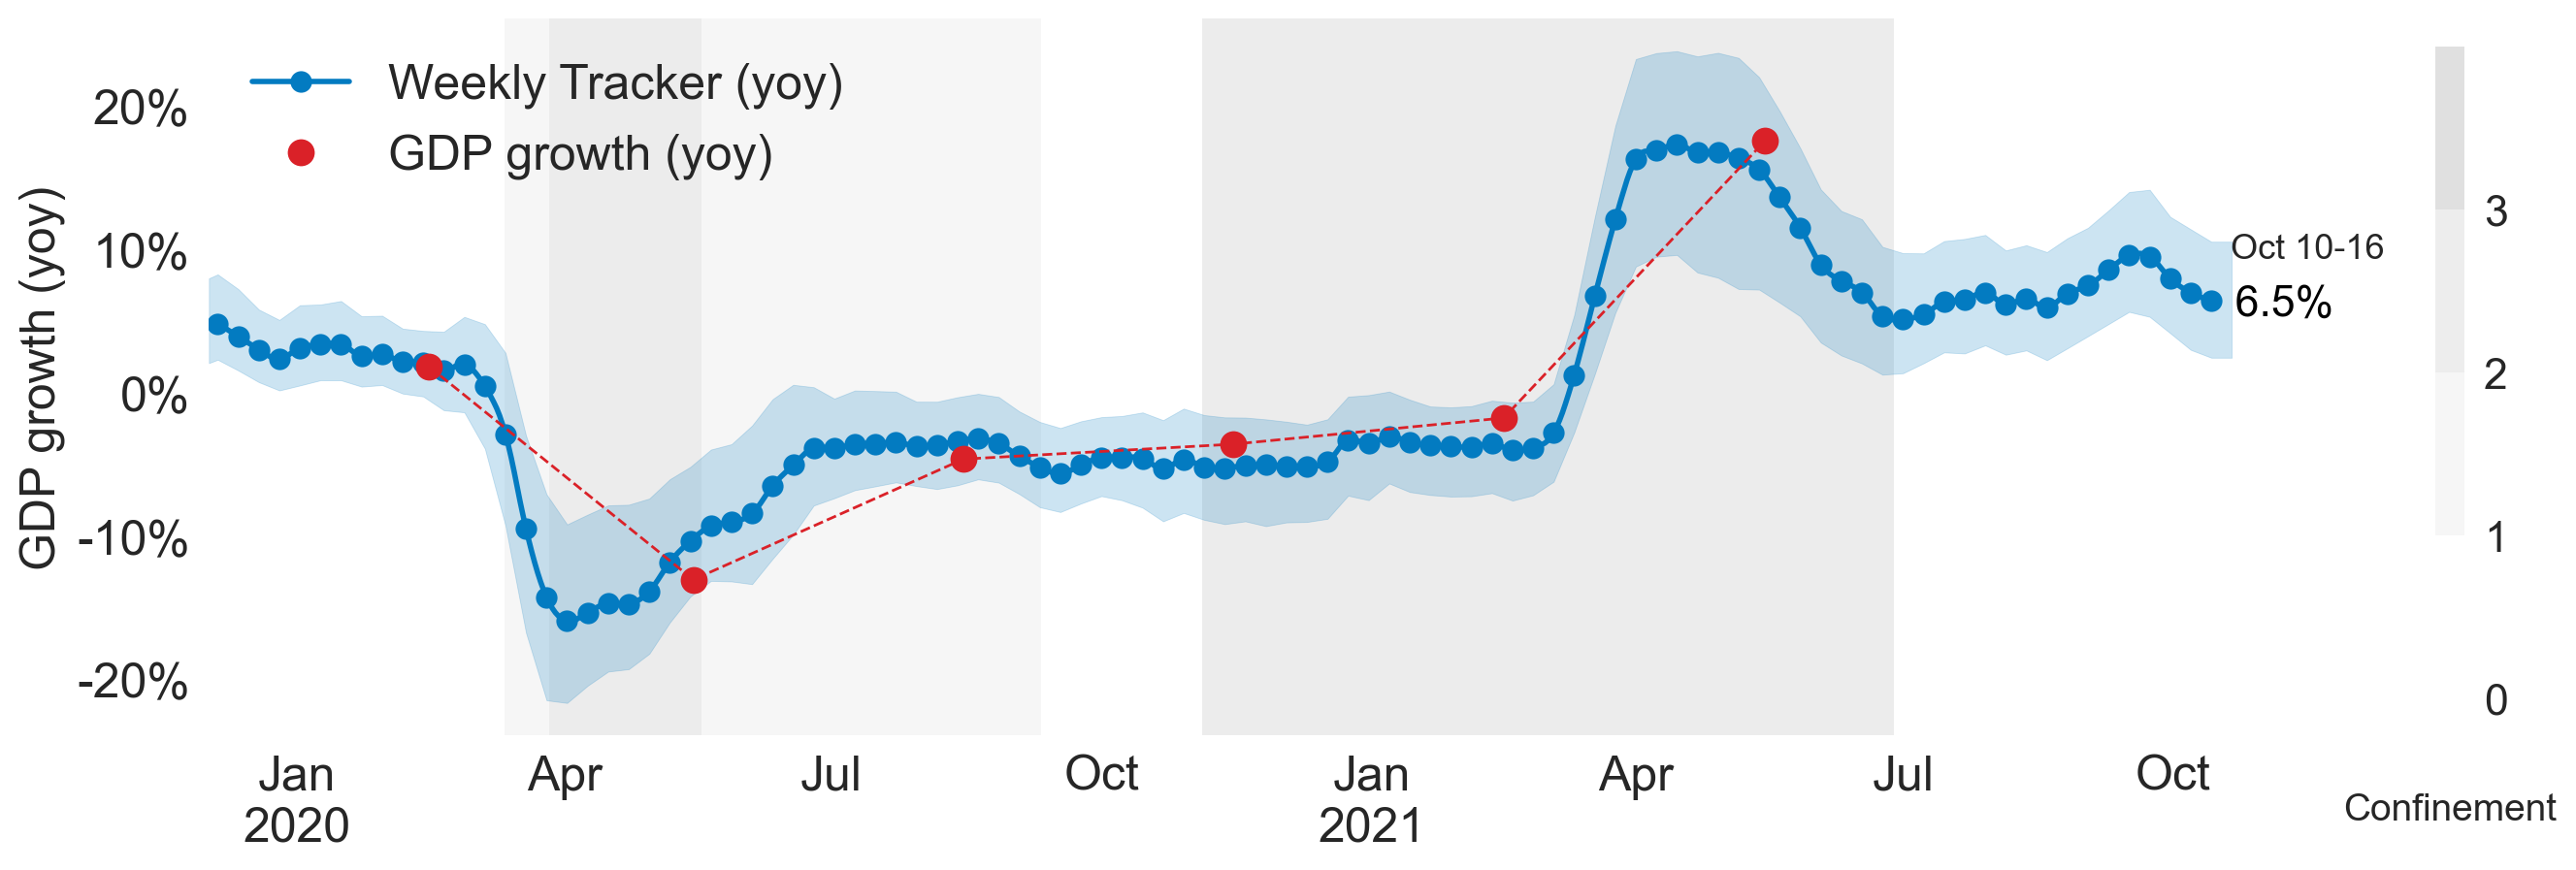 Weekly Tracker (yoy)
GDP growth (yoy)
GDP growth (yoy)
20%
10%
0%
-10%
-20%
Oct 10-16
6.5%
3
2
1
0
Jan Apr Jul Oct Jan Apr Jul Oct
2020 2021
Confinement